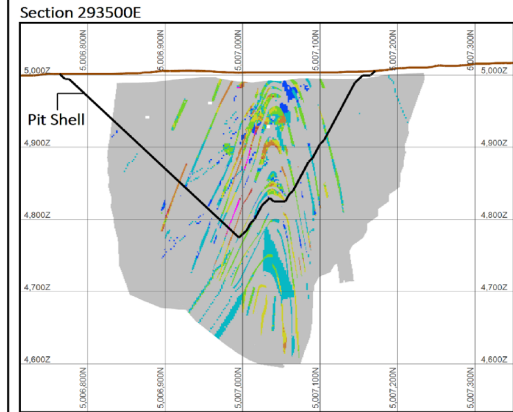 Section 293500E
5,006,800N 5,006,900N 5,007,000N 5,007,100N 5,007,200N 5,007,300N
5,000Z 5,000Z
Pit Shell
4,900Z 4,900Z
4,800Z 4,800Z
4,700Z 4,700Z
4,600Z 4,600Z
5,006,800N 5,006,900N 5,007,000N 5,007,100N 5,007,200N 5,007,300N